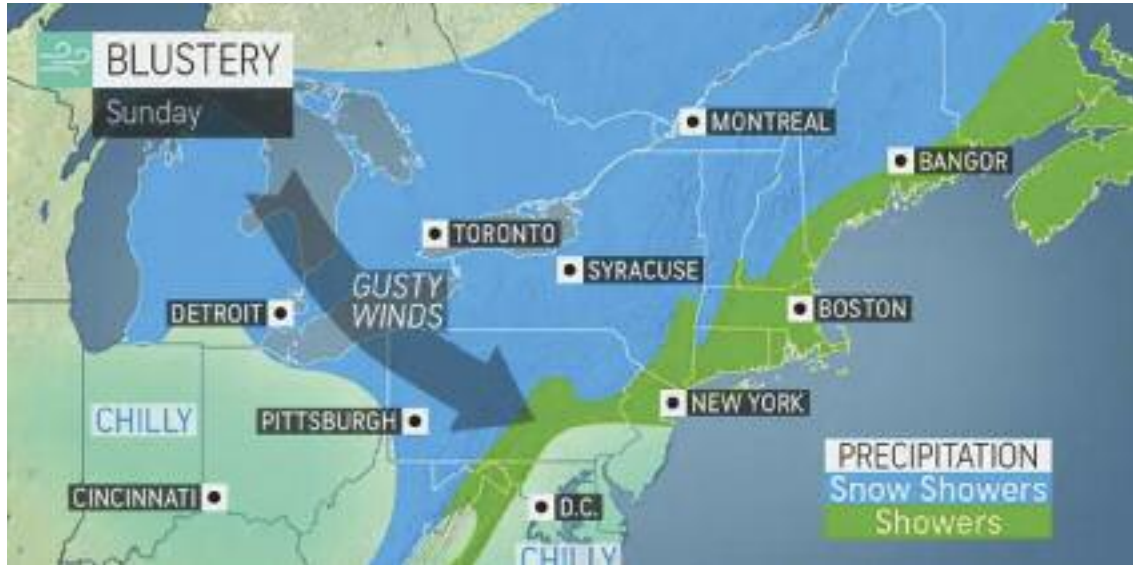 BLUSTERY
Sunday
MONTREAL
BANGOR
TORONTO
SYRACUSE
GUSTY
WINDS
DETROIT
BOSTON
NEW YORK
CHILLY
PITTSBURGH
PRECIPITATION
Snow Showers
Showers
CINCINNATI
D.C.
CHILLY